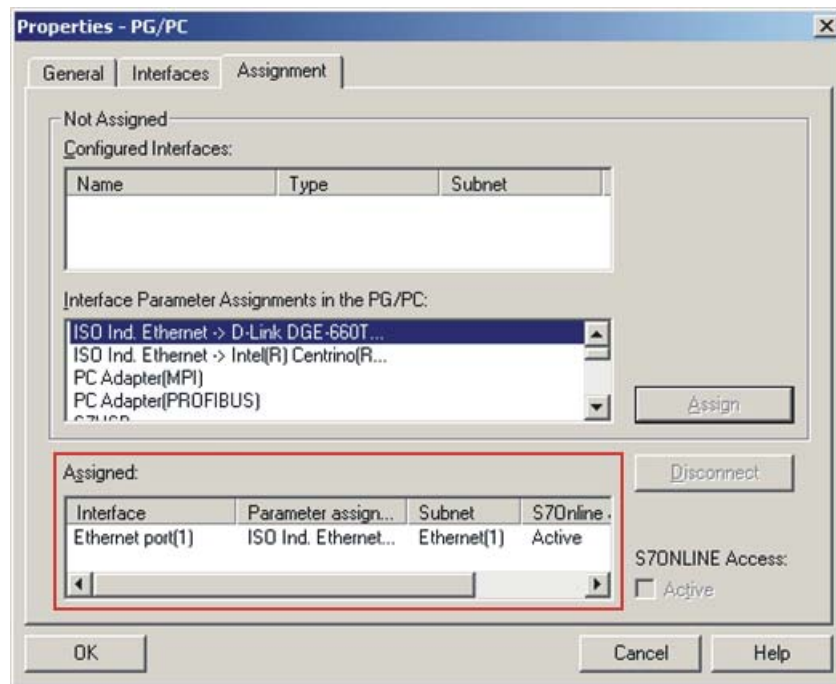 Properties - PG/PC
General Interfaces Assignment
Not Assigned
Configured Interfaces:
Name Type Subnet
Interface Parameter Assignments in the PG/PC:
ISO Ind. Ethernet -> D-Link DGE-660T...
ISO Ind. Ethernet -> Intel(R) Centrino(R...
PC Adapter(MPI)
PC Adapter(PROFIBUS)
Assign
Assigned:
Disconnect
Interface Parameter assign... Subnet S7Online
Ethernet port(1) ISO Ind. Ethernet... Ethernet(1) Active
S7ONLINE Access:
Active
OK Cancel Help